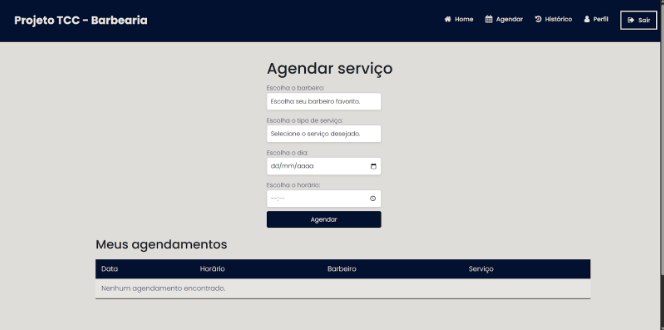 Projeto TCC - Barbearia
Home Agendar Histórico Perfil Sair
Agendar serviço
Escolha o barbeiro:
Escolha seu barbeiro favorito.
Escolha o tipo de serviço:
Selecione o serviço desejado.
Escolha o dia:
dd/mm/aaaa
Escolha o horário:
--:--
Agendar
Meus agendamentos
Data Horário Barbeiro Serviço
Nenhum agendamento encontrado.